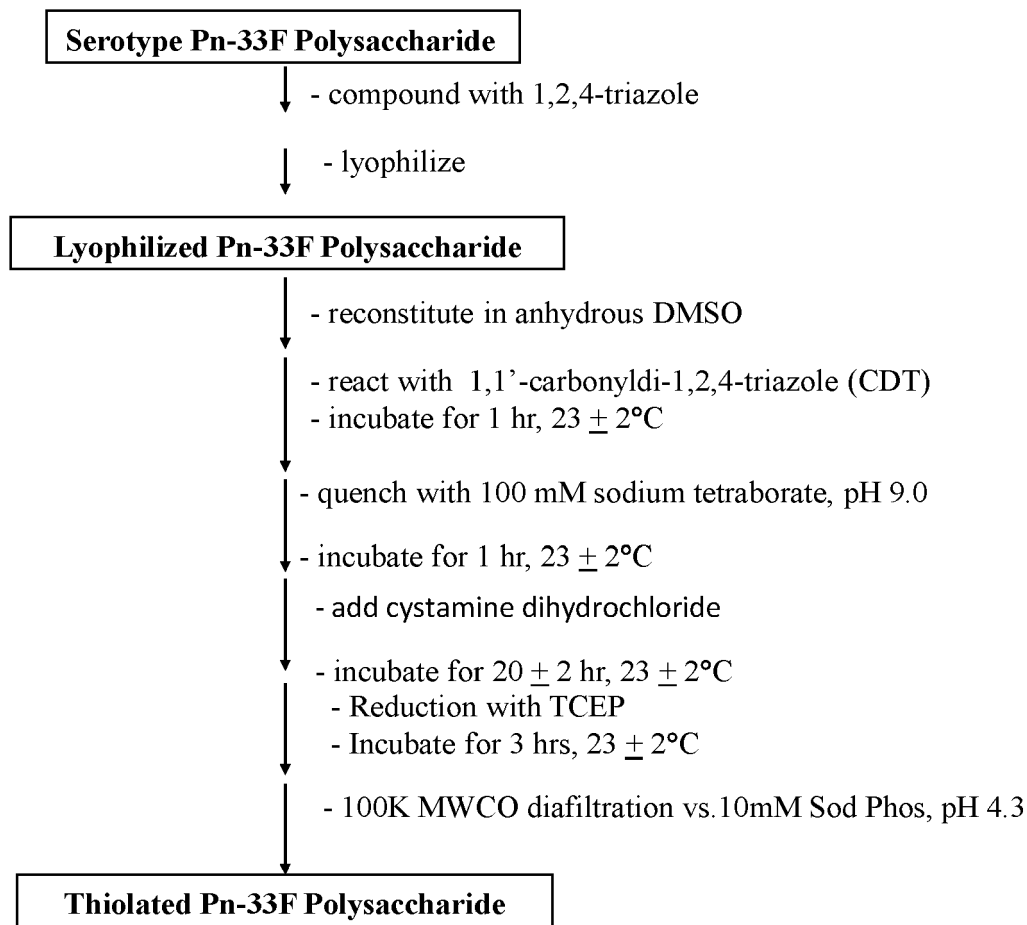 Serotype Pn-33F Polysaccharide
- compound with 1,2,4-triazole
- lyophilize
Lyophilized Pn-33F Polysaccharide
- reconstitute in anhydrous DMSO
- react with 1,1’-carbonyldi-1,2,4-triazole (CDT)
- incubate for 1 hr, 23 ± 2°C
- quench with 100 mM sodium tetraborate, pH 9.0
- incubate for 1 hr, 23 ± 2°C
- add cystamine dihydrochloride
- incubate for 20 ± 2 hr, 23 ± 2°C
- Reduction with TCEP
- Incubate for 3 hrs, 23 ± 2°C
- 100K MWCO diafiltration vs.10mM Sod Phos, pH 4.3
Thiolated Pn-33F Polysaccharide